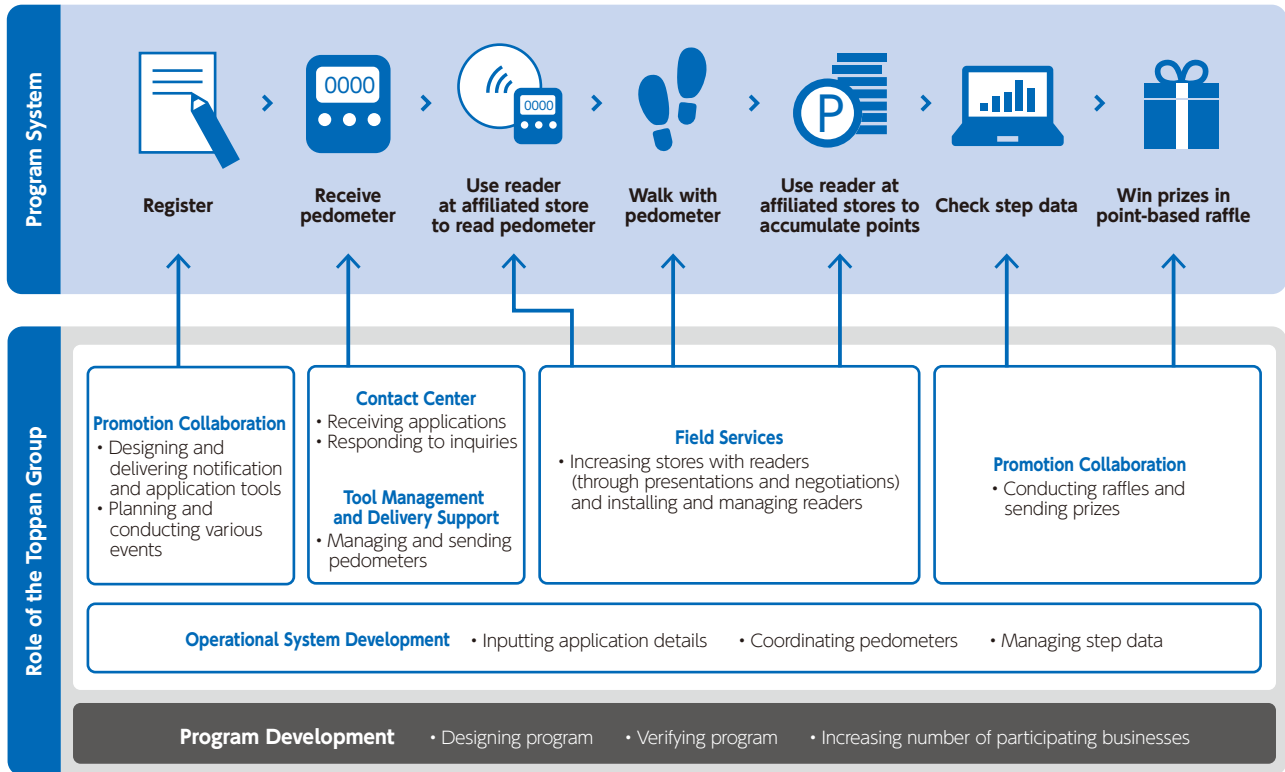 Program System
0000
0000
P
Register
Receive
pedometer
Use reader
at affiliated store
to read pedometer
Walk with
pedometer
Use reader at
affiliated stores to
accumulate points
Check step data
Win prizes in
point-based raffle
Role of the Toppan Group
Promotion Collaboration
• Designing and
delivering notification
and application tools
• Planning and
conducting various
events
Contact Center
• Receiving applications
• Responding to inquiries
Tool Management
and Delivery Support
• Managing and sending
pedometers
Field Services
• Increasing stores with readers
(through presentations and negotiations)
and installing and managing readers
Promotion Collaboration
• Conducting raffles and
sending prizes
Operational System Development • Inputting application details • Coordinating pedometers • Managing step data
Program Development • Designing program • Verifying program • Increasing number of participating businesses